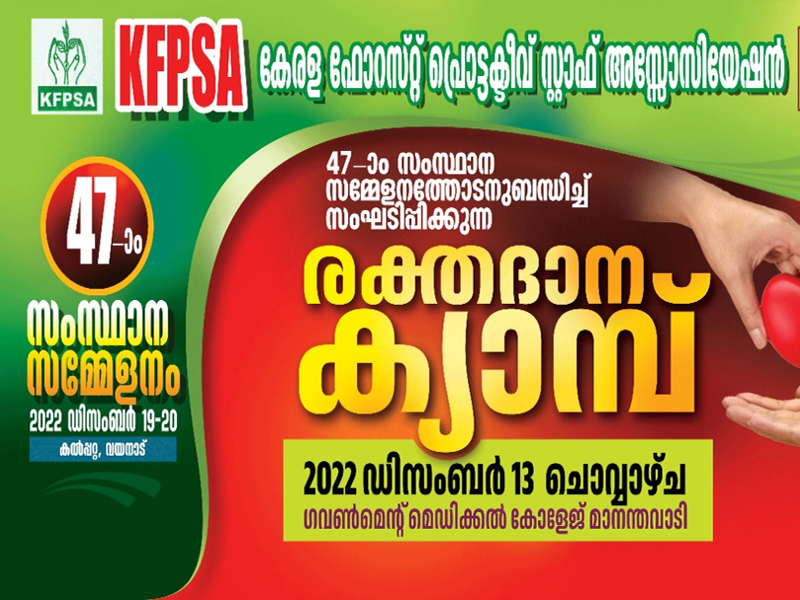 KFPSA
KFPSA കേരള ഫോറസ്റ്റ് പ്രൊട്ടക്ടീവ് സ്റ്റാഫ് അസ്സോസിയേഷൻ
47-ാം
സംസ്ഥാന
സമ്മേളനം
2022 ഡിസംബർ 19-20
കൽപ്പറ്റ, വയനാട്
47-ാം സംസ്ഥാന
സമ്മേളനത്തോടനുബന്ധിച്ച്
സംഘടിപ്പിക്കുന്ന
രക്തദാന
ക്യാമ്പ്
2022 ഡിസംബർ 13 ചൊവ്വാഴ്ച
ഗവൺമെന്റ് മെഡിക്കൽ കോളേജ് മാനന്തവാടി